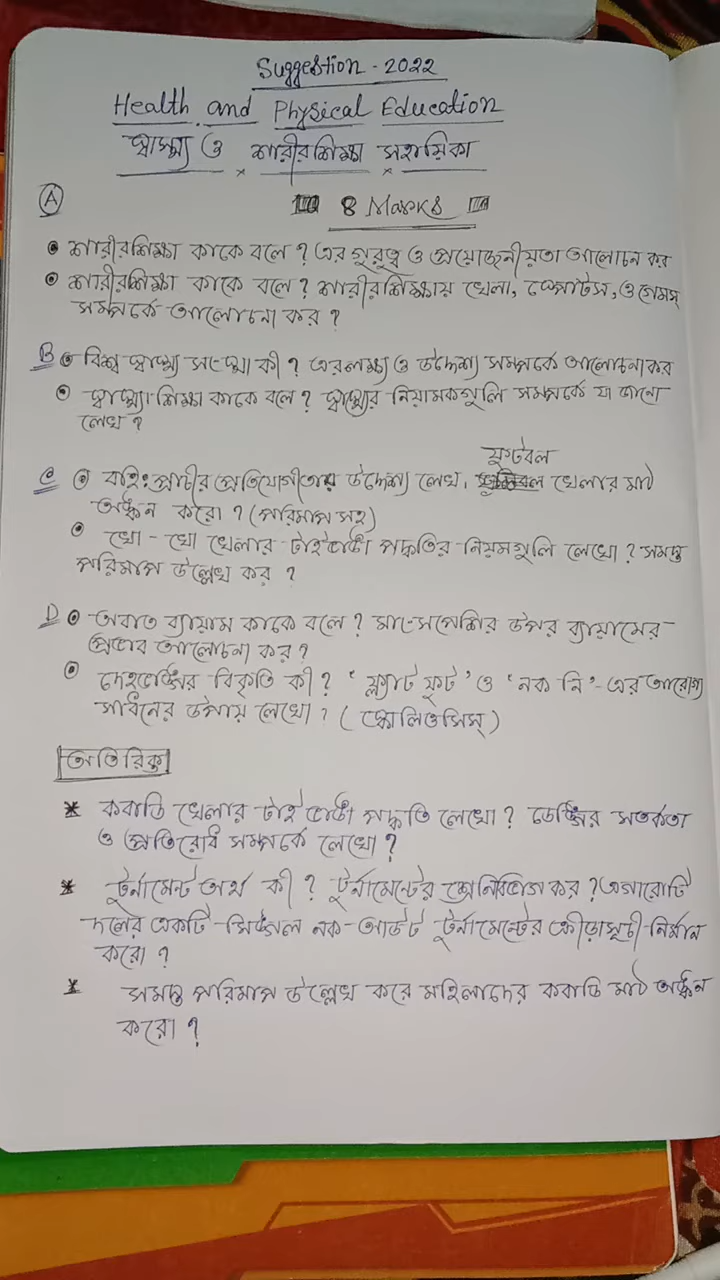 Suggestion - 2022
Health and Physical Education
স্বাস্থ্য ও শারীরশিক্ষা সহায়িকা
Ⓐ 8 Marks
• শারীরশিক্ষা কাকে বলে ? এর গুরুত্ব ও প্রয়োজনীয়তা আলোচন কর
• শারীরশিক্ষা কাকে বলে ? শারীরশিক্ষায় খেলা, স্পোটস, ও গেমস্
সম্পর্কে আলোচনা কর ?
B • বিশ্ব স্বাস্থ্য সংস্থা কী ? এর লক্ষ্য ও উদ্দেশ্য সম্পর্কে আলোচনা কর
• স্বাস্থ্য শিক্ষা কাকে বলে ? স্বাস্থ্যের নিয়ামকগুলি সম্পর্কে যা জানো
লেখ ?
ফুটবল
C • বহিঃপ্রাচীর প্রতিযোগীতার উদ্দেশ্য লেখ, খেলার মাঠ
অঙ্কন করো ? (পরিমাপ সহ)
• খো - খো খেলার টাইভাঙা পদ্ধতির নিয়মগুলি লেখো ? সমস্ত
পরিমাপ উল্লেখ কর ?
D • অবাত ব্যায়াম কাকে বলে ? মাংসপেশির উপর ব্যায়ামের
প্রভাব আলোচনা কর ?
• দেহভঙ্গির বিকৃতি কী ? 'ফ্ল্যাট ফুট' ও 'নক নি'-এর আরোগ্য
সাধনের উপায় লেখো ? (স্কোলিওসিস্)
অতিরিক্ত
* কবাডি খেলার টাইভাঙা পদ্ধতি লেখো ? ডেঙ্গির সতর্কতা
ও প্রতিরোধ সম্পর্কে লেখো ?
* টুর্নামেন্ট অর্থ কী ? টুর্নামেন্টের শ্রেনিবিভাগ কর ? এগারোটি
দলের একটি সিঙ্গেল নক-আউট টুর্নামেন্টের ক্রীড়াসূচী নির্মান
করো ?
* সমস্ত পরিমাপ উল্লেখ করে মহিলাদের কবাডি মাঠ অঙ্কন
করো ?